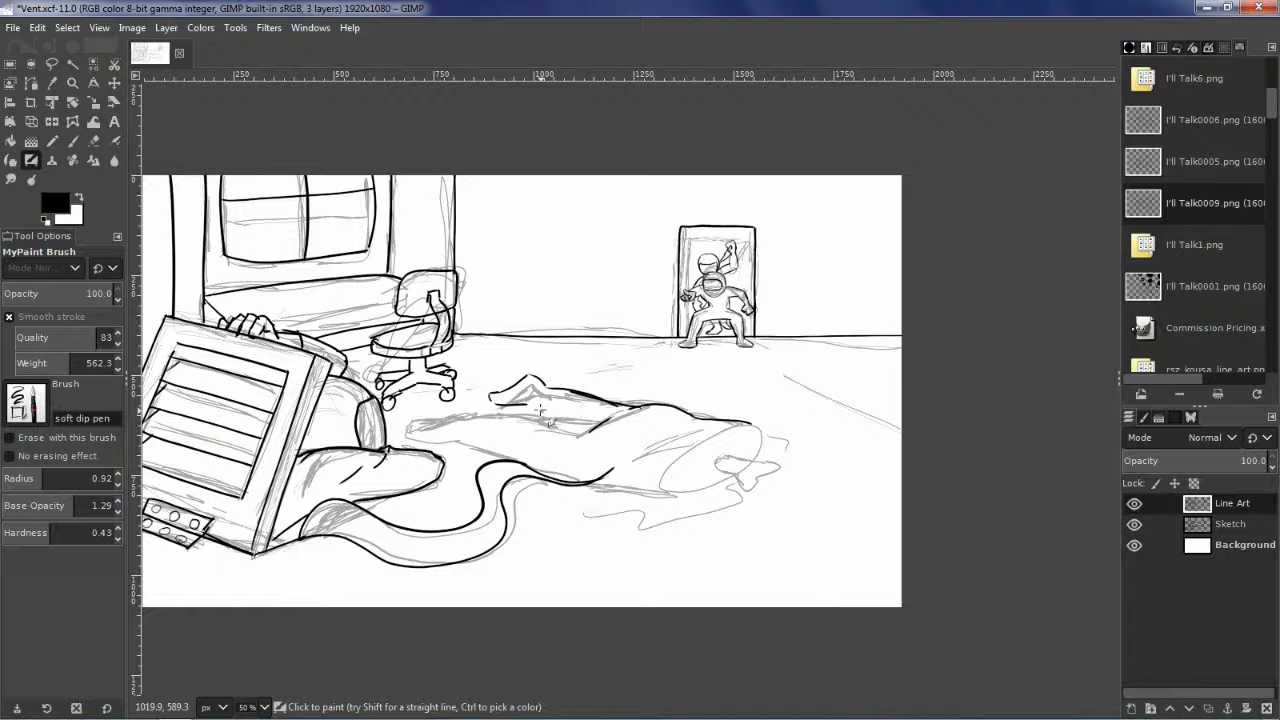 *Vent.xcf-11.0 (RGB color 8-bit gamma integer, GIMP built-in sRGB, 3 layers) 1920x1080 – GIMP
File Edit Select View Image Layer Colors Tools Filters Windows Help
250 500 750 1000 1250 1500 1750 2000 2250
Tool Options
MyPaint Brush
Opacity 100.0
Smooth stroke
Quality 83
Weight 562.3
Brush
soft dip pen
Erase with this brush
No erasing effect
Radius 0.92
Base Opacity 1.29
Hardness 0.43
I'll Talk6.png
I'll Talk0006.png (160
I'll Talk0005.png (160
I'll Talk0009.png (160
I'll Talk1.png
I'll Talk0001.png (160
Commission Pricing.x
rsz_kousa_line_art.pn
Mode Normal
Opacity 100.0
Lock:
Line Art
Sketch
Background
1019.9, 589.3 px 50 % Click to paint (try Shift for a straight line, Ctrl to pick a color)